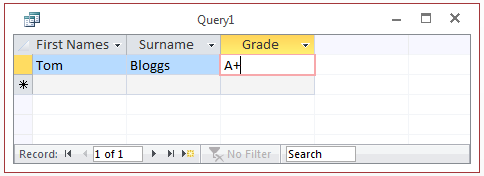 Query1
First Names Surname Grade
Tom Bloggs A+
Record: 1 of 1 No Filter Search